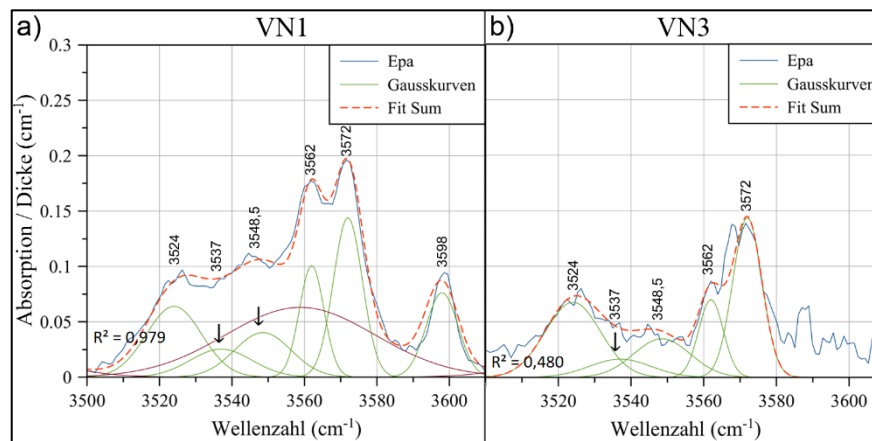 a) VN1
b) VN3
Absorption / Dicke (cm-1)
0.3
0.25
0.2
0.15
0.1
0.05
0
Epa
Gausskurven
Fit Sum
3524
3537
3548,5
3562
3572
3598
R² = 0,979
3500 3520 3540 3560 3580 3600
Wellenzahl (cm-1)
Epa
Gausskurven
Fit Sum
3524
3537
3548,5
3562
3572
R² = 0,480
3520 3540 3560 3580 3600
Wellenzahl (cm-1)